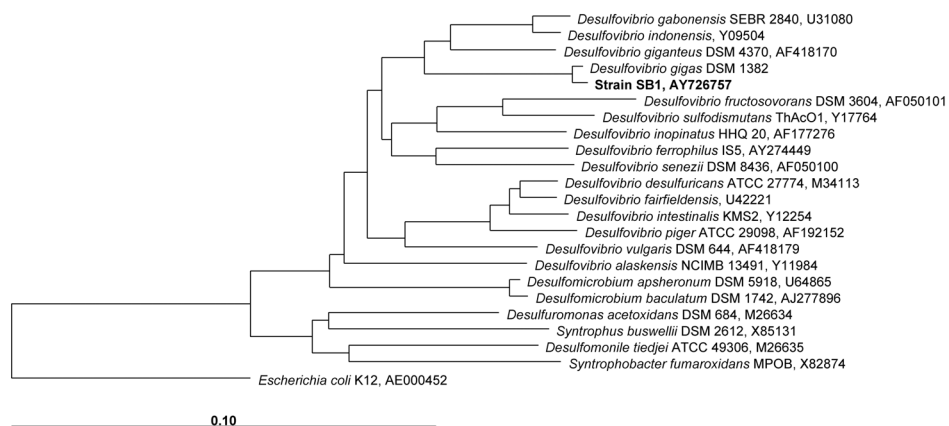 Desulfovibrio gabonensis SEBR 2840, U31080
Desulfovibrio indonensis, Y09504
Desulfovibrio giganteus DSM 4370, AF418170
Desulfovibrio gigas DSM 1382
Strain SB1, AY726757
Desulfovibrio fructosovorans DSM 3604, AF050101
Desulfovibrio sulfodismutans ThAcO1, Y17764
Desulfovibrio inopinatus HHQ 20, AF177276
Desulfovibrio ferrophilus IS5, AY274449
Desulfovibrio senezii DSM 8436, AF050100
Desulfovibrio desulfuricans ATCC 27774, M34113
Desulfovibrio fairfieldensis, U42221
Desulfovibrio intestinalis KMS2, Y12254
Desulfovibrio piger ATCC 29098, AF192152
Desulfovibrio vulgaris DSM 644, AF418179
Desulfovibrio alaskensis NCIMB 13491, Y11984
Desulfomicrobium apsheronum DSM 5918, U64865
Desulfomicrobium baculatum DSM 1742, AJ277896
Desulfuromonas acetoxidans DSM 684, M26634
Syntrophus buswellii DSM 2612, X85131
Desulfomonile tiedjei ATCC 49306, M26635
Syntrophobacter fumaroxidans MPOB, X82874
Escherichia coli K12, AE000452
0.10